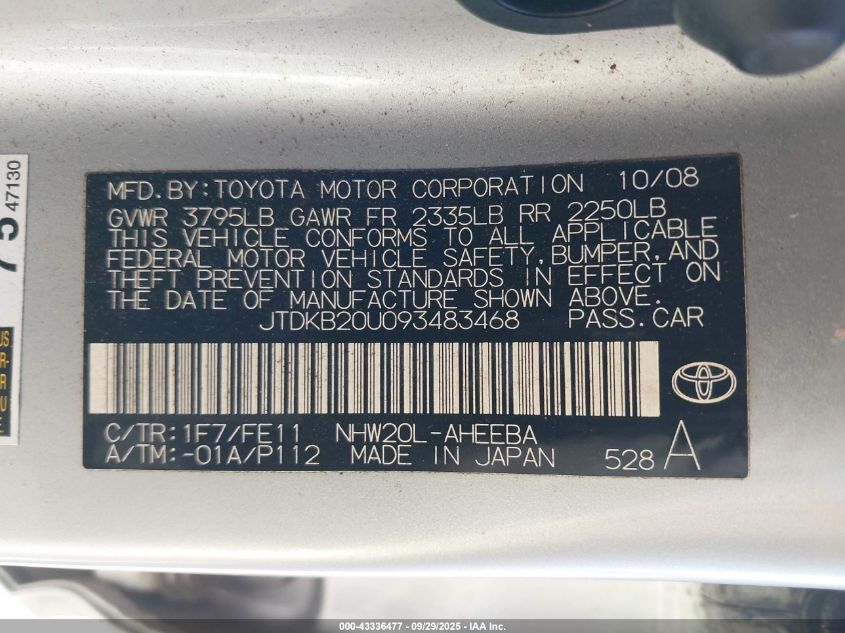 MFD.BY:TOYOTA MOTOR CORPORATION 10/08
GVWR 3795LB GAWR FR 2335LB RR 2250LB
THIS VEHICLE CONFORMS TO ALL APPLICABLE
FEDERAL MOTOR VEHICLE SAFETY,BUMPER,AND
THEFT PREVENTION STANDARDS IN EFFECT ON
THE DATE OF MANUFACTURE SHOWN ABOVE.
JTDKB20U093483468 PASS.CAR
C/TR:1F7/FE11 NHW20L-AHEEBA
A/TM:-01A/P112 MADE IN JAPAN 528 A
47130
000-43336477 - 09/29/2025 - IAA Inc.